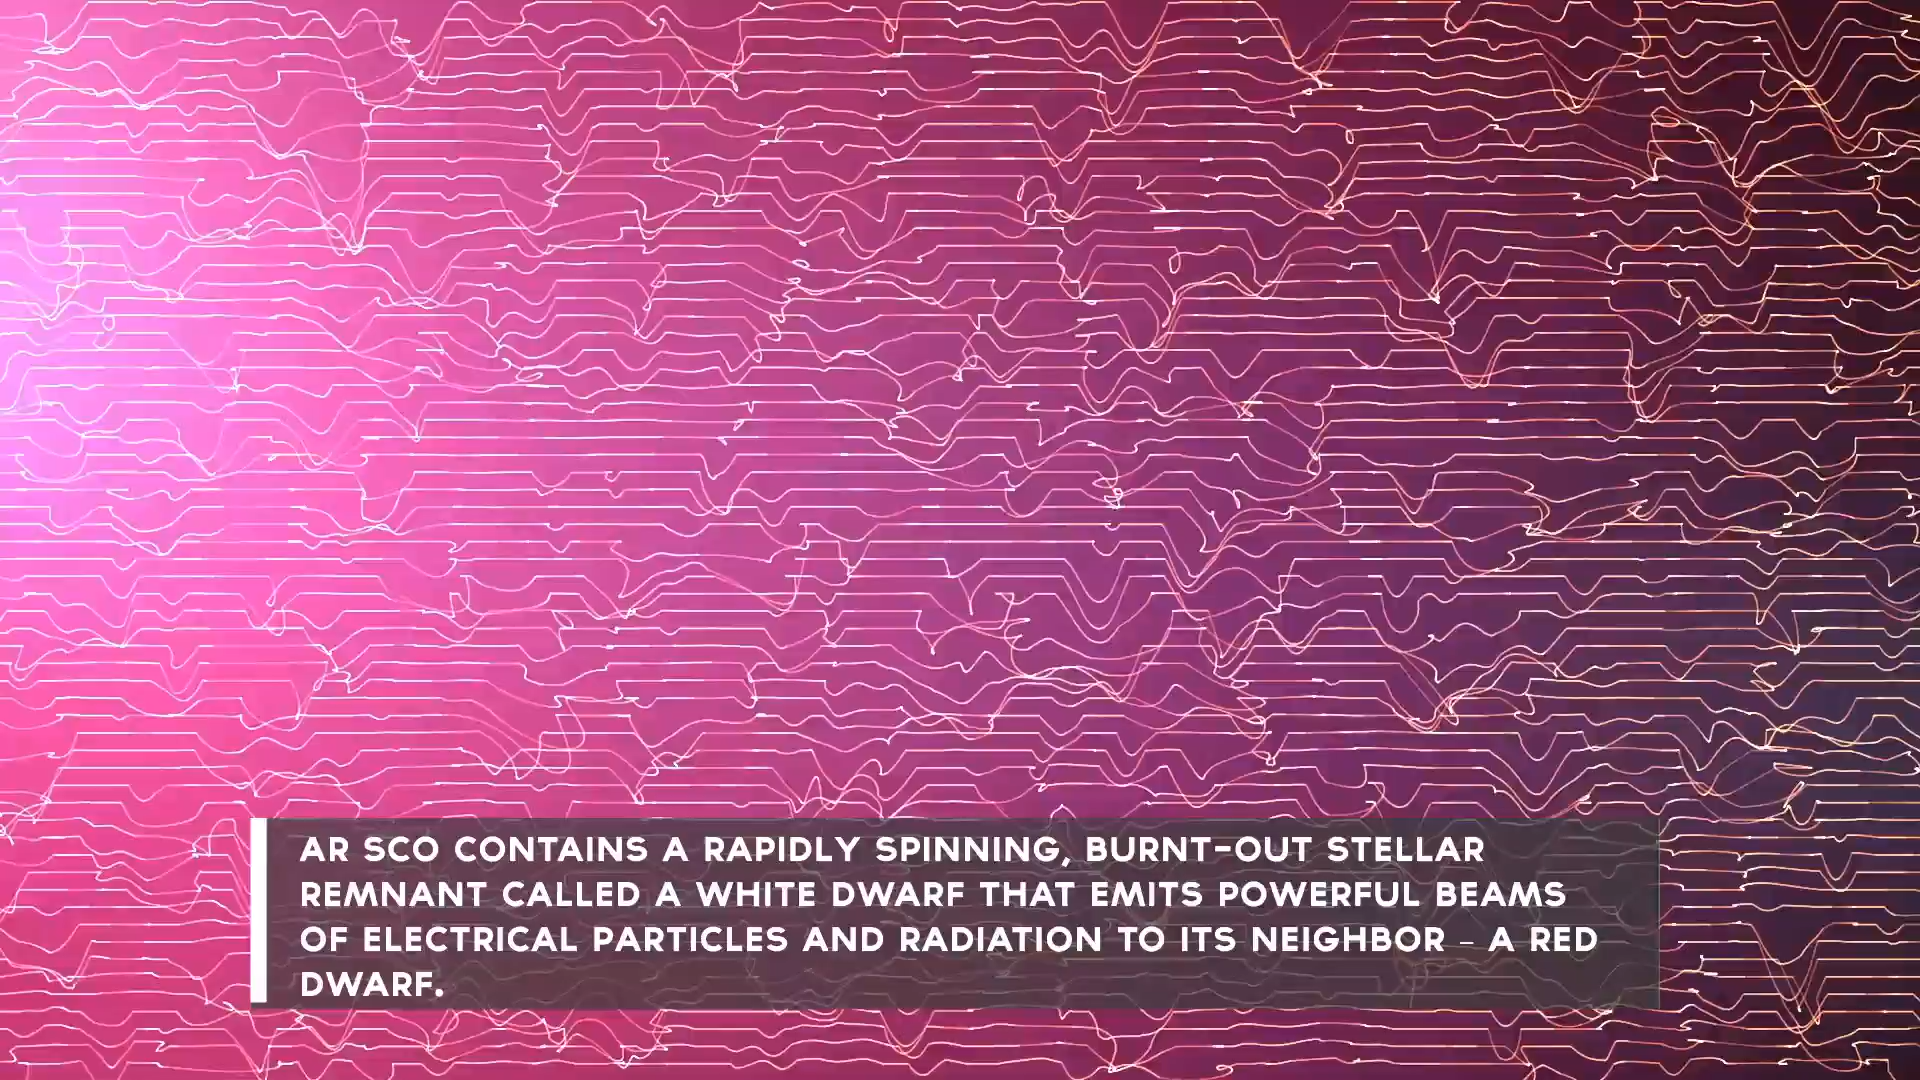 AR SCO CONTAINS A RAPIDLY SPINNING, BURNT-OUT STELLAR
REMNANT CALLED A WHITE DWARF THAT EMITS POWERFUL BEAMS
OF ELECTRICAL PARTICLES AND RADIATION TO ITS NEIGHBOR – A RED
DWARF.